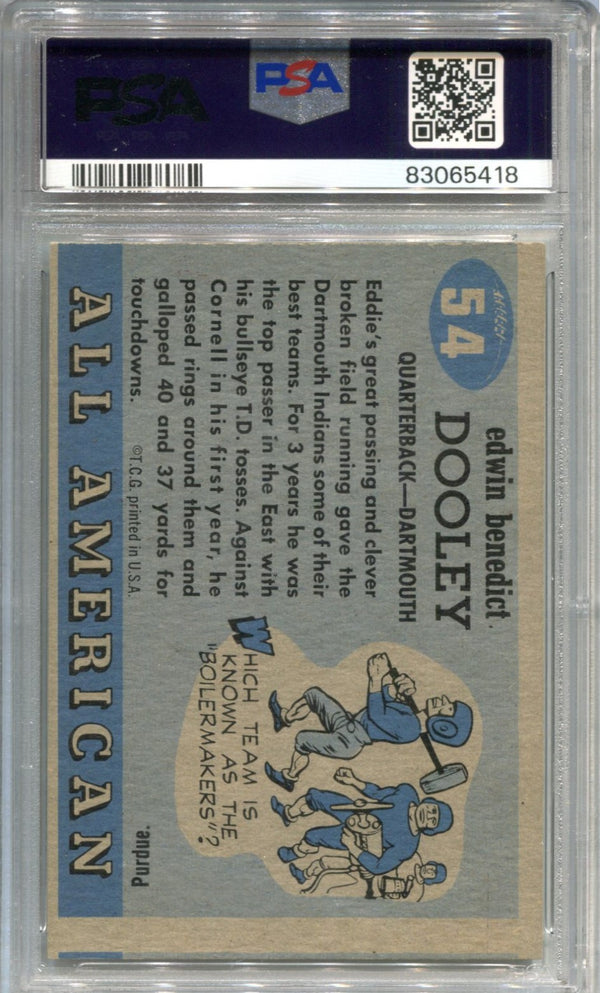 PSA
PSA
83065418
54
edwin benedict
DOOLEY
QUARTERBACK—DARTMOUTH
Eddie's great passing and clever
broken field running gave the
Dartmouth Indians some of their
best teams. For 3 years he was
the top passer in the East with
his bullseye T.D. tosses. Against
Cornell in his first year, he
passed rings around them and
galloped 40 and 37 yards for
touchdowns.
©T.C.G. printed in U.S.A.
WHICH TEAM IS
KNOWN AS THE
"BOILERMAKERS"?
Purdue.
ALL AMERICAN